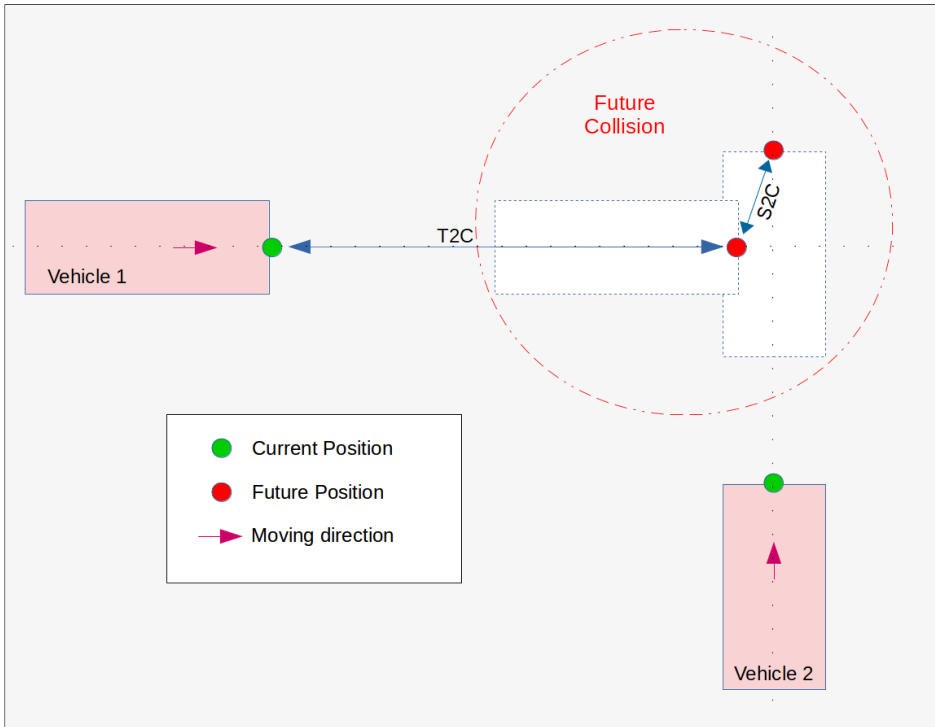 Future
Collision
S2C
T2C
Vehicle 1
Current Position
Future Position
Moving direction
Vehicle 2